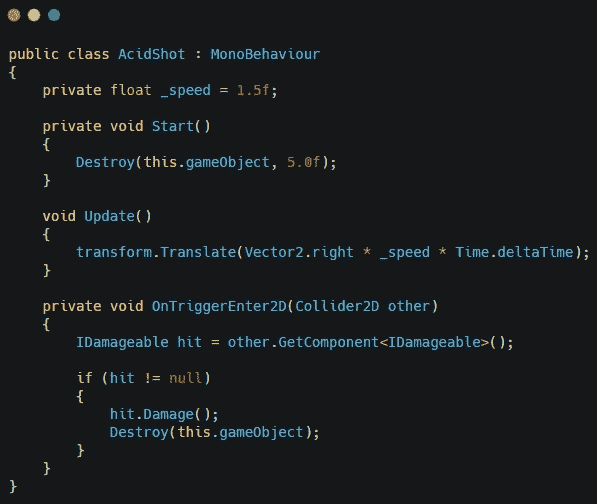 public class AcidShot : MonoBehaviour
{
    private float _speed = 1.5f;

    private void Start()
    {
        Destroy(this.gameObject, 5.0f);
    }

    void Update()
    {
        transform.Translate(Vector2.right * _speed * Time.deltaTime);
    }

    private void OnTriggerEnter2D(Collider2D other)
    {
        IDamageable hit = other.GetComponent<IDamageable>();

        if (hit != null)
        {
            hit.Damage();
            Destroy(this.gameObject);
        }
    }
}